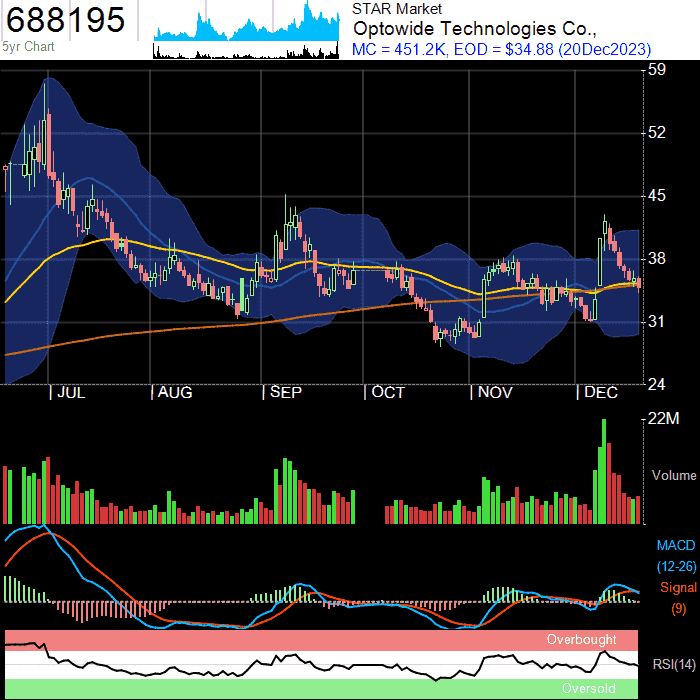 688195
5yr Chart
STAR Market
Optowide Technologies Co.,
MC = 451.2K, EOD = $34.88 (20Dec2023)
59
52
45
38
31
24
| JUL | AUG | SEP | OCT | NOV | DEC
22M
Volume
MACD
(12-26)
Signal
(9)
Overbought
RSI(14)
Oversold